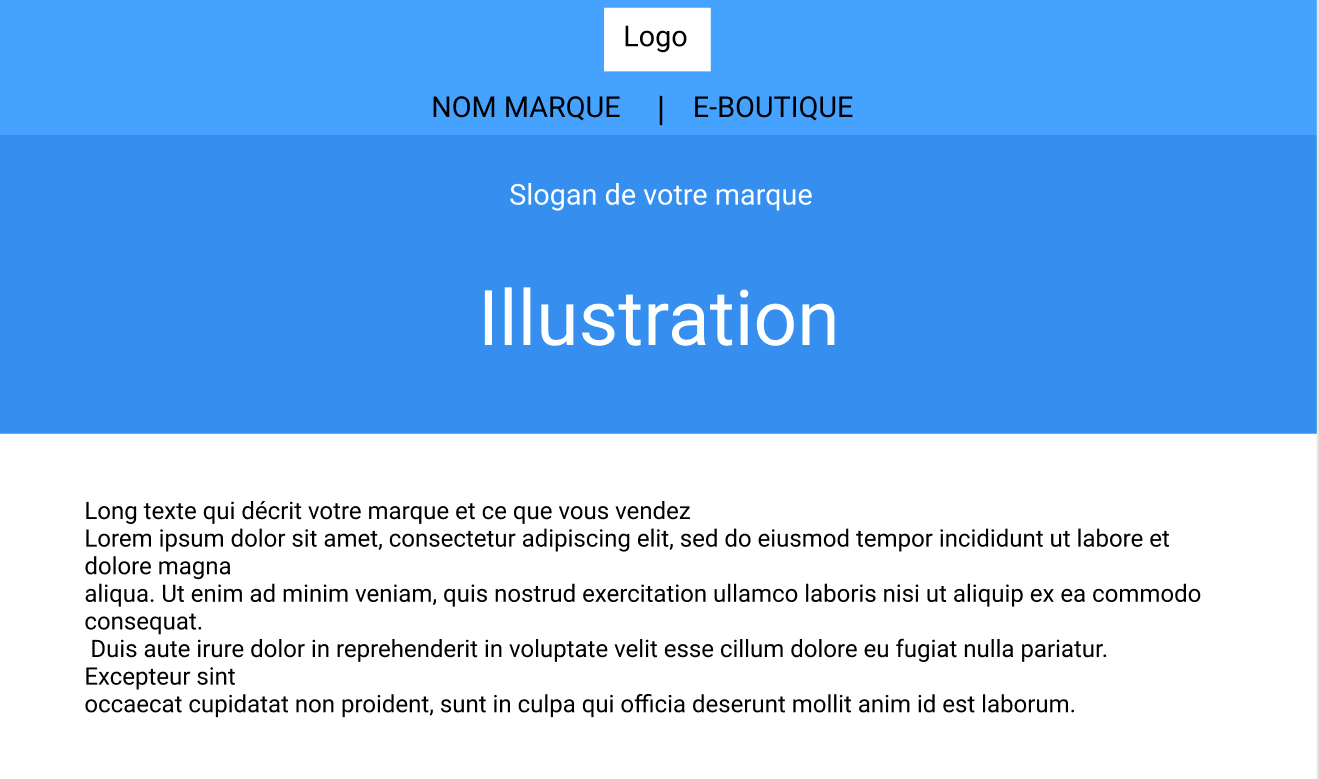 Logo
NOM MARQUE | E-BOUTIQUE
Slogan de votre marque
Illustration
Long texte qui décrit votre marque et ce que vous vendez
Lorem ipsum dolor sit amet, consectetur adipiscing elit, sed do eiusmod tempor incididunt ut labore et
dolore magna
aliqua. Ut enim ad minim veniam, quis nostrud exercitation ullamco laboris nisi ut aliquip ex ea commodo
consequat.
Duis aute irure dolor in reprehenderit in voluptate velit esse cillum dolore eu fugiat nulla pariatur.
Excepteur sint
occaecat cupidatat non proident, sunt in culpa qui officia deserunt mollit anim id est laborum.